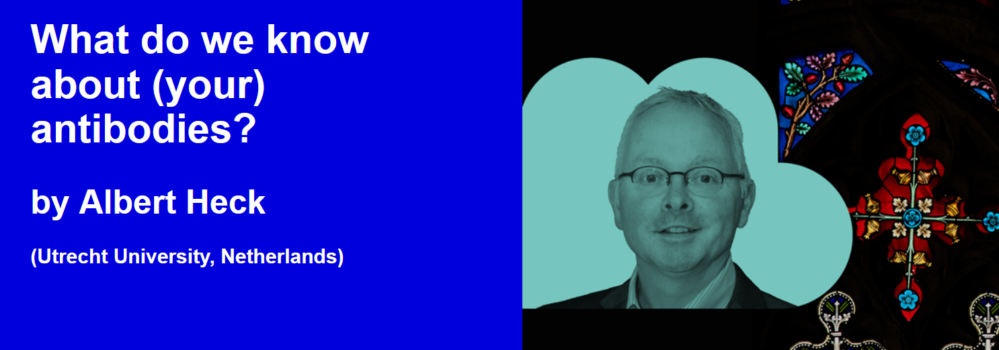 What do we know
about (your)
antibodies?
by Albert Heck
(Utrecht University, Netherlands)